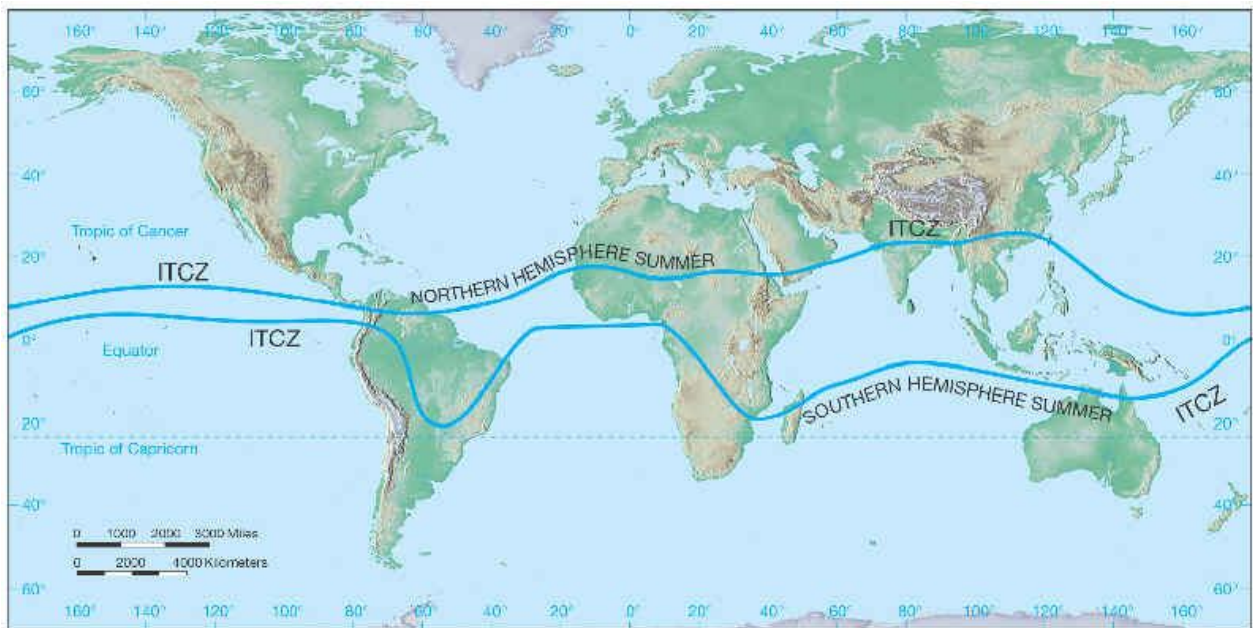 160° 140° 120° 100° 80° 60° 40° 20° 0° 20° 40° 60° 80° 100° 120° 140° 160°
60° 60°
40° 40°
20° 20°
Tropic of Cancer
ITCZ
NORTHERN HEMISPHERE SUMMER
ITCZ
20°
20°
ITCZ
0° 0°
Equator
SOUTHERN HEMISPHERE SUMMER
ITCZ
20° 20°
Tropic of Capricorn
40° 40°
0 1000 2000 3000 Miles
0 2000 4000 Kilometers
60° 60°
160° 140° 120° 100° 80° 60° 40° 20° 0° 20° 40° 60° 80° 100° 120° 140° 160°